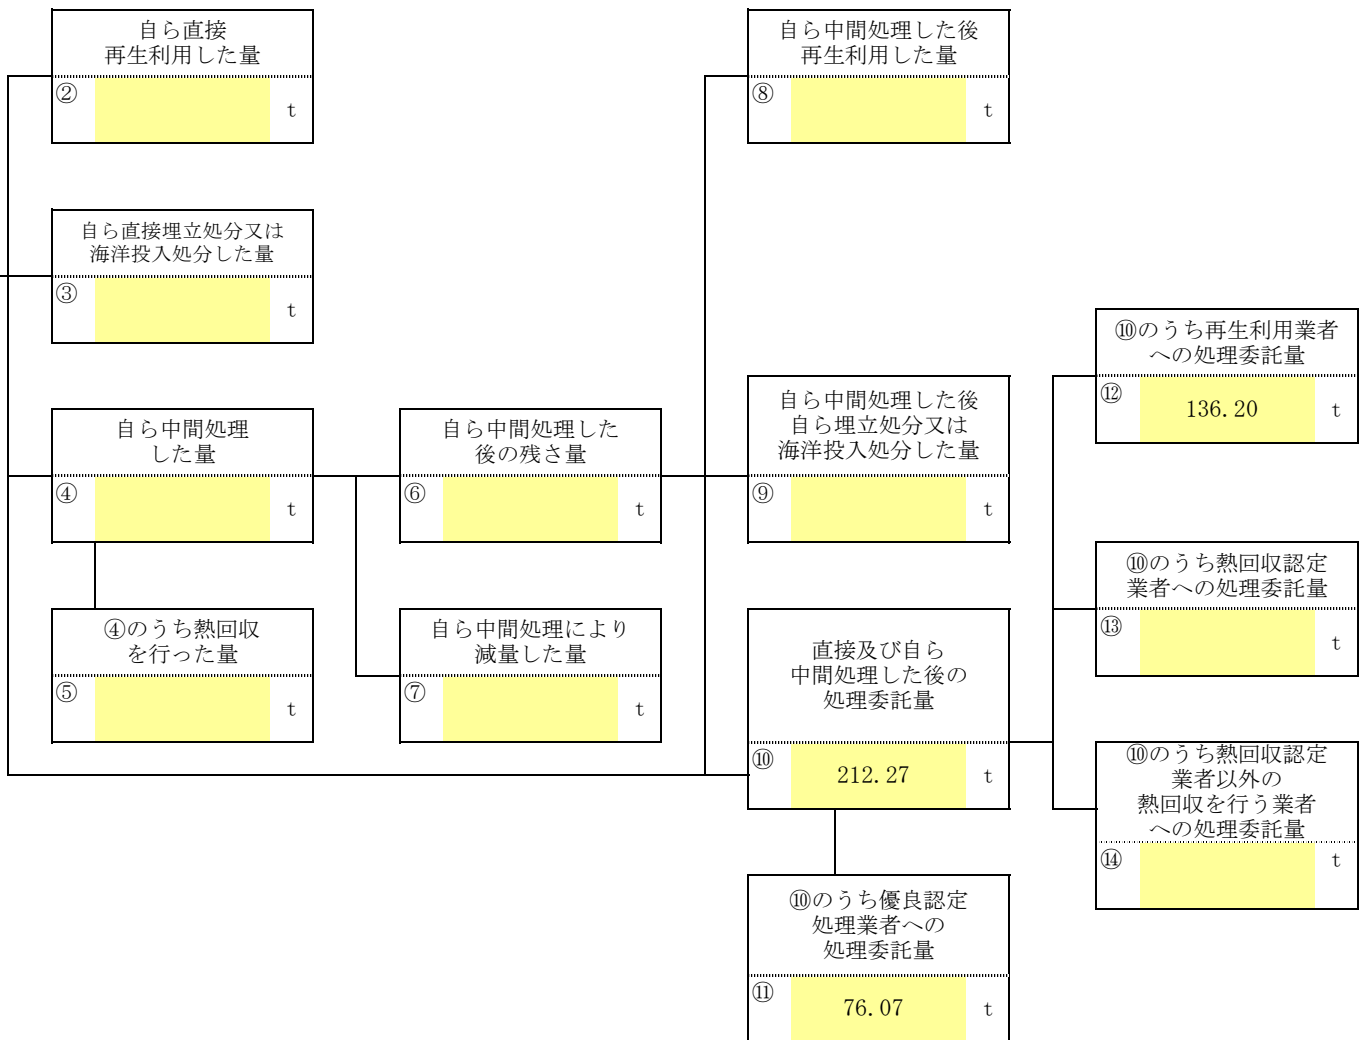 自ら直接
再生利用した量
②
t
自ら中間処理した後
再生利用した量
⑧
t
自ら直接埋立処分又は
海洋投入処分した量
③
t
⑩のうち再生利用業者
への処理委託量
⑫
136.20
t
自ら中間処理
した量
④
t
自ら中間処理した
後の残さ量
⑥
t
自ら中間処理した後
自ら埋立処分又は
海洋投入処分した量
⑨
t
⑩のうち熱回収認定
業者への処理委託量
⑬
t
④のうち熱回収
を行った量
⑤
t
自ら中間処理により
減量した量
⑦
t
直接及び自ら
中間処理した後の
処理委託量
⑩
212.27
t
⑩のうち熱回収認定
業者以外の
熱回収を行う業者
への処理委託量
⑭
t
⑩のうち優良認定
処理業者への
処理委託量
⑪
76.07
t